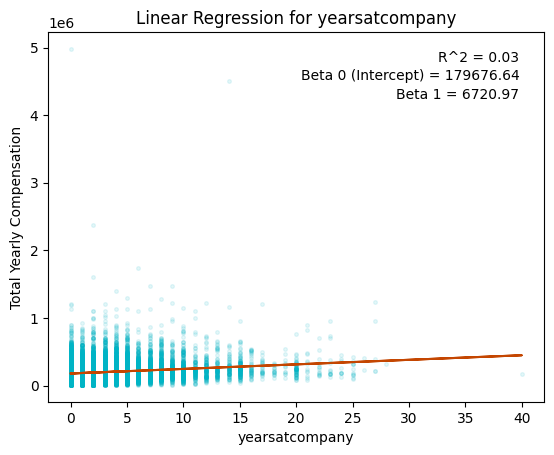 Linear Regression for yearsatcompany
1e6
R^2 = 0.03
Beta 0 (Intercept) = 179676.64
Beta 1 = 6720.97
Total Yearly Compensation
5
4
3
2
1
0
0 5 10 15 20 25 30 35 40
yearsatcompany